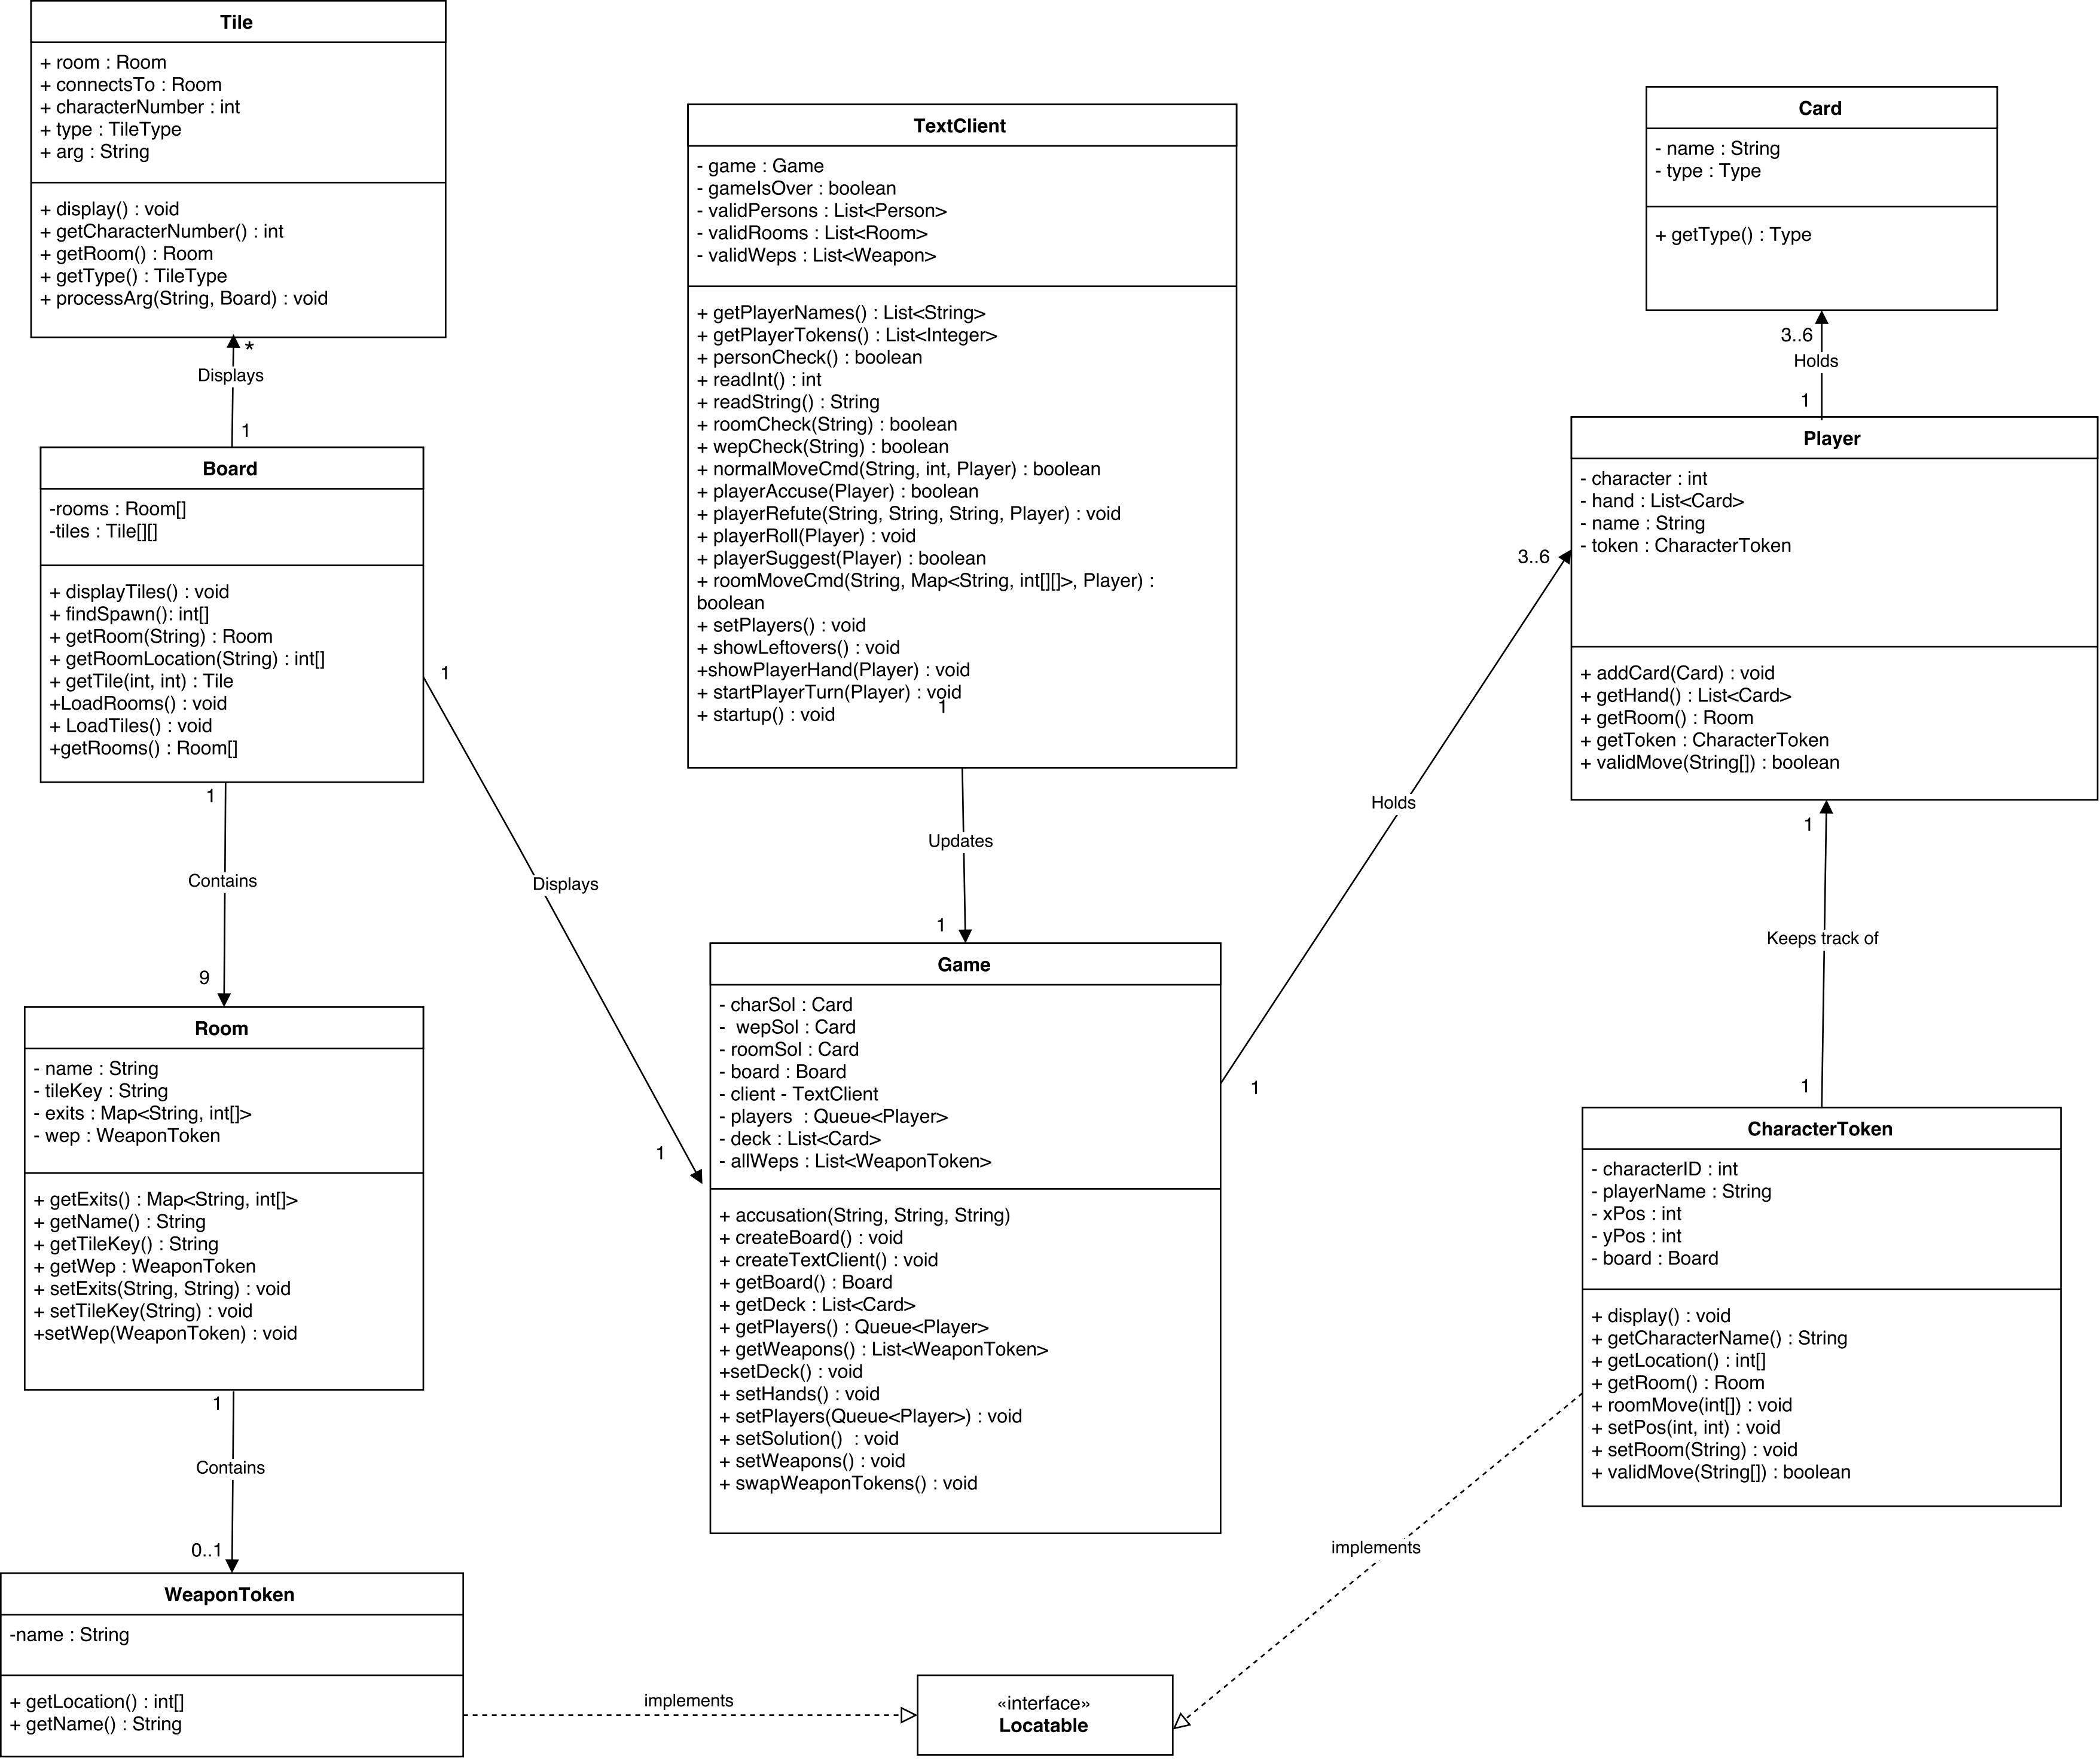 Tile
+ room : Room
+ connectsTo : Room
+ characterNumber : int
+ type : TileType
+ arg : String
+ display() : void
+ getCharacterNumber() : int
+ getRoom() : Room
+ getType() : TileType
+ processArg(String, Board) : void
*
Displays
1
Board
-rooms : Room[]
-tiles : Tile[][]
+ displayTiles() : void
+ findSpawn(): int[]
+ getRoom(String) : Room
+ getRoomLocation(String) : int[]
+ getTile(int, int) : Tile
+LoadRooms() : void
+ LoadTiles() : void
+getRooms() : Room[]
1
Contains
9
Room
- name : String
- tileKey : String
- exits : Map<String, int[]>
- wep : WeaponToken
+ getExits() : Map<String, int[]>
+ getName() : String
+ getTileKey() : String
+ getWep : WeaponToken
+ setExits(String, String) : void
+ setTileKey(String) : void
+setWep(WeaponToken) : void
1
Contains
0..1
WeaponToken
-name : String
+ getLocation() : int[]
+ getName() : String
implements
1
Displays
1
TextClient
- game : Game
- gameIsOver : boolean
- validPersons : List<Person>
- validRooms : List<Room>
- validWeps : List<Weapon>
+ getPlayerNames() : List<String>
+ getPlayerTokens() : List<Integer>
+ personCheck() : boolean
+ readInt() : int
+ readString() : String
+ roomCheck(String) : boolean
+ wepCheck(String) : boolean
+ normalMoveCmd(String, int, Player) : boolean
+ playerAccuse(Player) : boolean
+ playerRefute(String, String, String, Player) : void
+ playerRoll(Player) : void
+ playerSuggest(Player) : boolean
+ roomMoveCmd(String, Map<String, int[][]>, Player) :
boolean
+ setPlayers() : void
+ showLeftovers() : void
+showPlayerHand(Player) : void
+ startPlayerTurn(Player) : void
+ startup() : void
1
Updates
1
Game
- charSol : Card
-  wepSol : Card
- roomSol : Card
- board : Board
- client - TextClient
- players  : Queue<Player>
- deck : List<Card>
- allWeps : List<WeaponToken>
+ accusation(String, String, String)
+ createBoard() : void
+ createTextClient() : void
+ getBoard() : Board
+ getDeck : List<Card>
+ getPlayers() : Queue<Player>
+ getWeapons() : List<WeaponToken>
+setDeck() : void
+ setHands() : void
+ setPlayers(Queue<Player>) : void
+ setSolution()  : void
+ setWeapons() : void
+ swapWeaponTokens() : void
1
Holds
3..6
«interface»
Locatable
Card
- name : String
- type : Type
+ getType() : Type
3..6
Holds
1
Player
- character : int
- hand : List<Card>
- name : String
- token : CharacterToken
+ addCard(Card) : void
+ getHand() : List<Card>
+ getRoom() : Room
+ getToken : CharacterToken
+ validMove(String[]) : boolean
1
Keeps track of
1
CharacterToken
- characterID : int
- playerName : String
- xPos : int
- yPos : int
- board : Board
+ display() : void
+ getCharacterName() : String
+ getLocation() : int[]
+ getRoom() : Room
+ roomMove(int[]) : void
+ setPos(int, int) : void
+ setRoom(String) : void
+ validMove(String[]) : boolean
implements